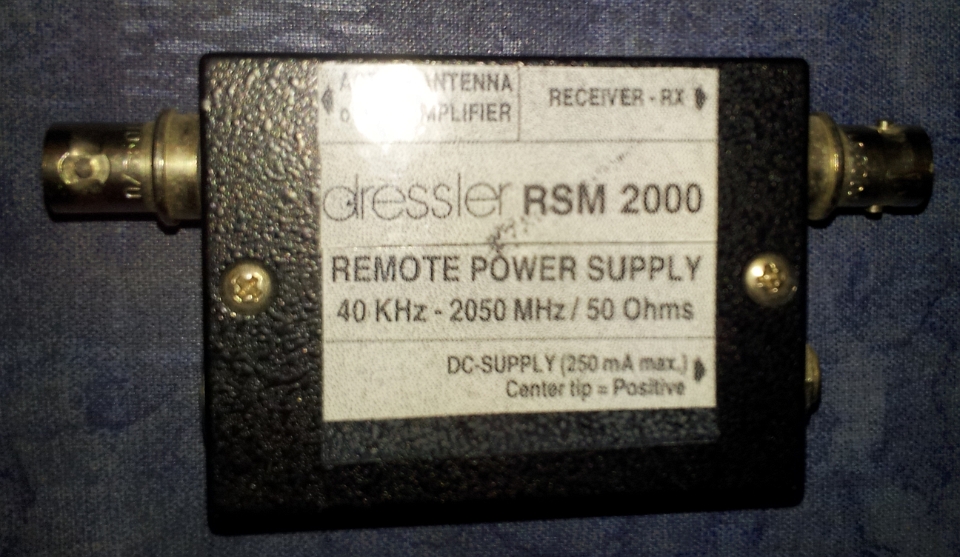 ANTENNA
RECEIVER - RX
dressler RSM 2000
REMOTE POWER SUPPLY
40 KHz - 2050 MHz / 50 Ohms
DC-SUPPLY (250 mA max.)
Center tip = Positive